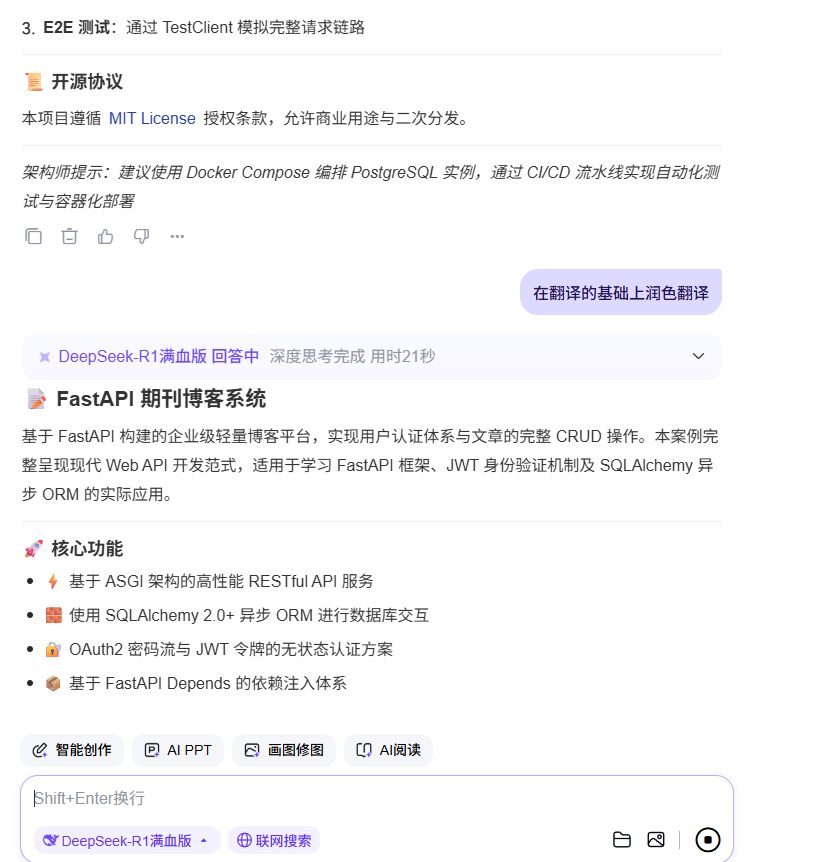 3. E2E 测试：通过 TestClient 模拟完整请求链路
📜 开源协议
本项目遵循 MIT License 授权条款，允许商业用途与二次分发。
架构师提示：建议使用 Docker Compose 编排 PostgreSQL 实例，通过 CI/CD 流水线实现自动化测
试与容器化部署
在翻译的基础上润色翻译
DeepSeek-R1满血版 回答中 深度思考完成 用时21秒
📝 FastAPI 期刊博客系统
基于 FastAPI 构建的企业级轻量博客平台，实现用户认证体系与文章的完整 CRUD 操作。本案例完
整呈现现代 Web API 开发范式，适用于学习 FastAPI 框架、JWT 身份验证机制及 SQLAlchemy 异
步 ORM 的实际应用。
🚀 核心功能
• ⚡ 基于 ASGI 架构的高性能 RESTful API 服务
• 🧱 使用 SQLAlchemy 2.0+ 异步 ORM 进行数据库交互
• 🔐 OAuth2 密码流与 JWT 令牌的无状态认证方案
• 📦 基于 FastAPI Depends 的依赖注入体系
智能创作 AI PPT 画图修图 AI阅读
Shift+Enter换行
DeepSeek-R1满血版 联网搜索